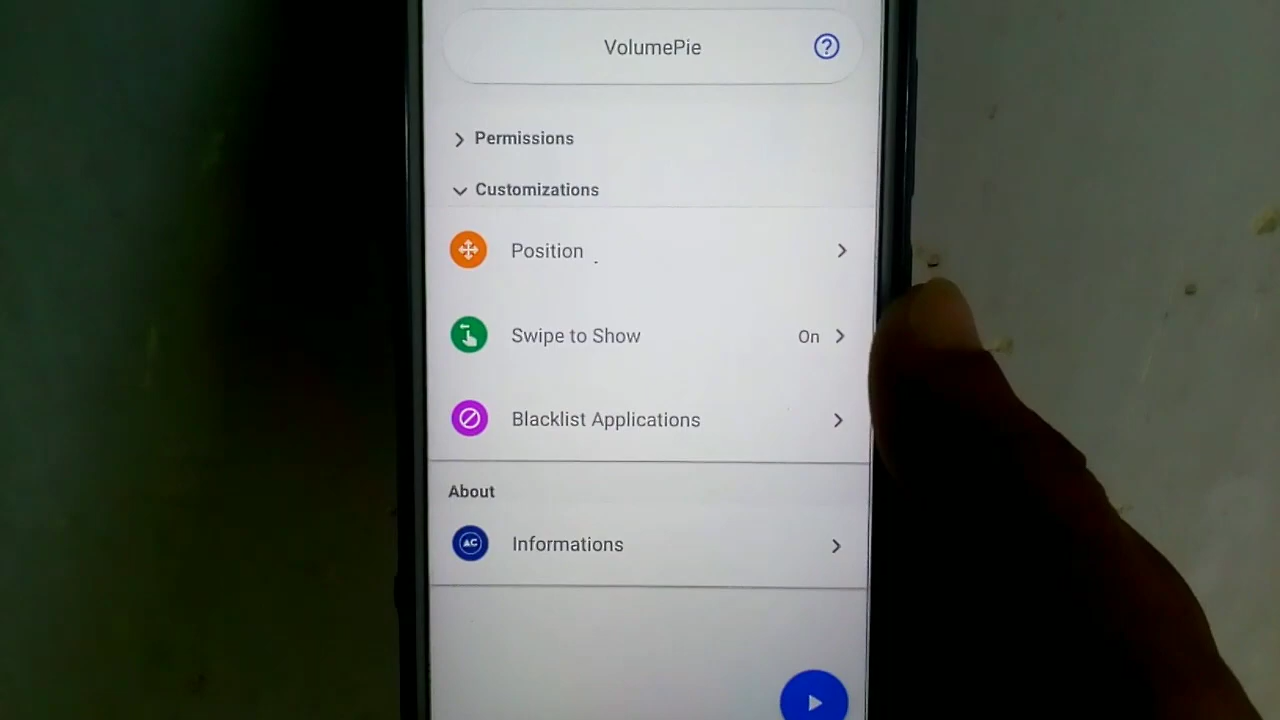 VolumePie
Permissions
Customizations
Position
Swipe to Show On
Blacklist Applications
About
AC Informations